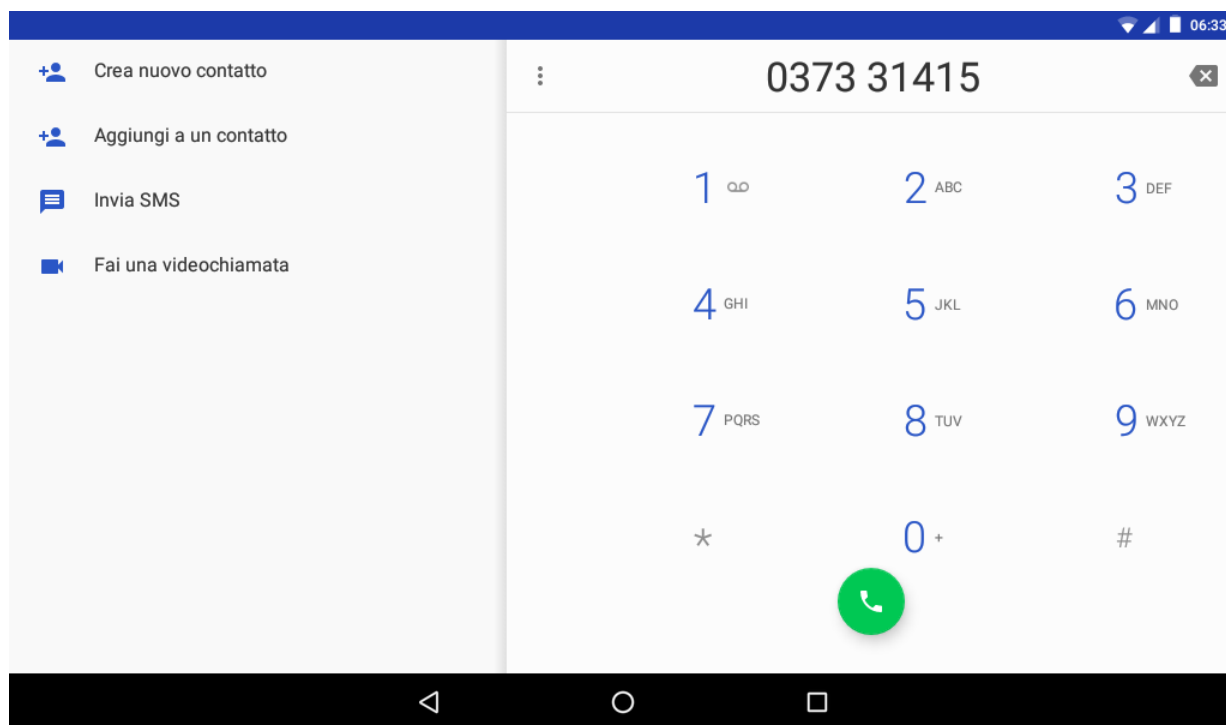 06:33
Crea nuovo contatto
Aggiungi a un contatto
Invia SMS
Fai una videochiamata
0373 31415
1
2 ABC
3 DEF
4 GHI
5 JKL
6 MNO
7 PQRS
8 TUV
9 WXYZ
*
0 +
#